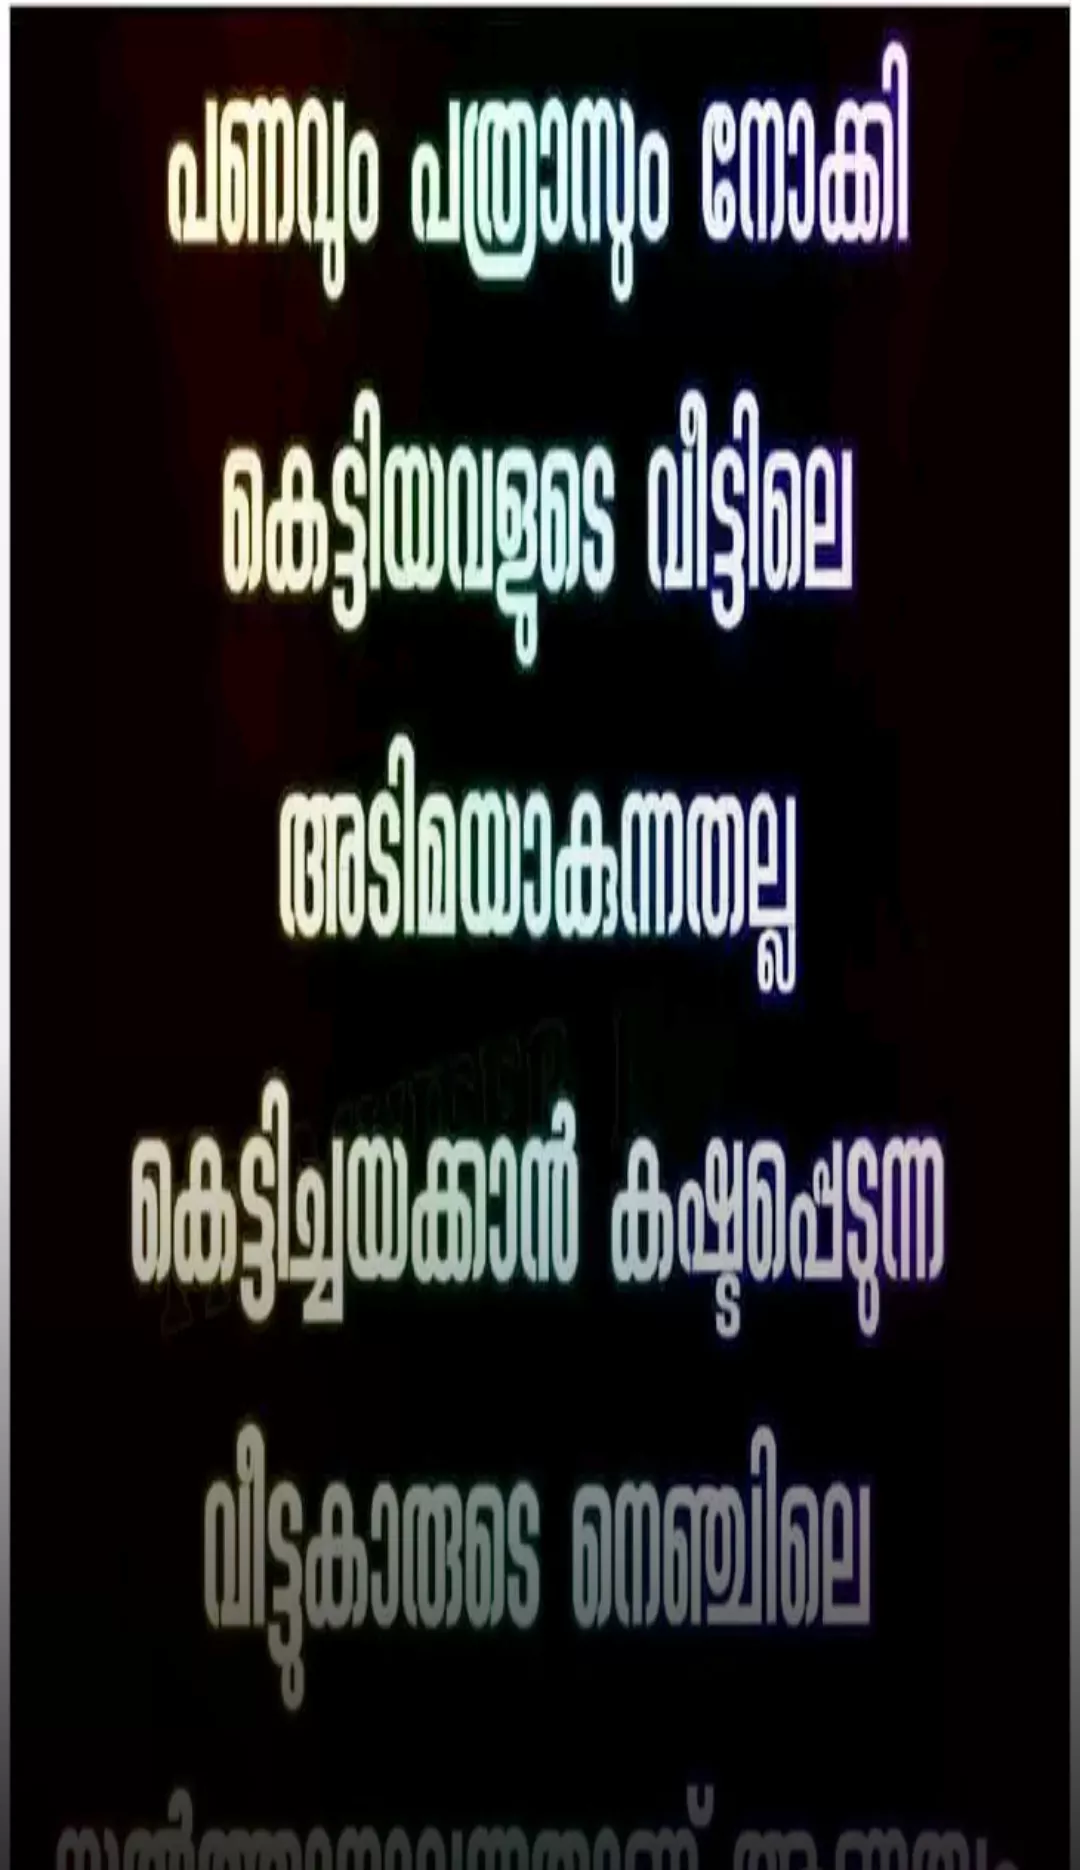 പണവും പത്രാസും നോക്കി
കെട്ടിയവളുടെ വീട്ടിലെ
അടിമയാകുന്നതല്ല
കെട്ടിച്ചയക്കാൻ കഷ്ടപ്പെടുന്ന
വീട്ടുകാരുടെ നെഞ്ചിലെ